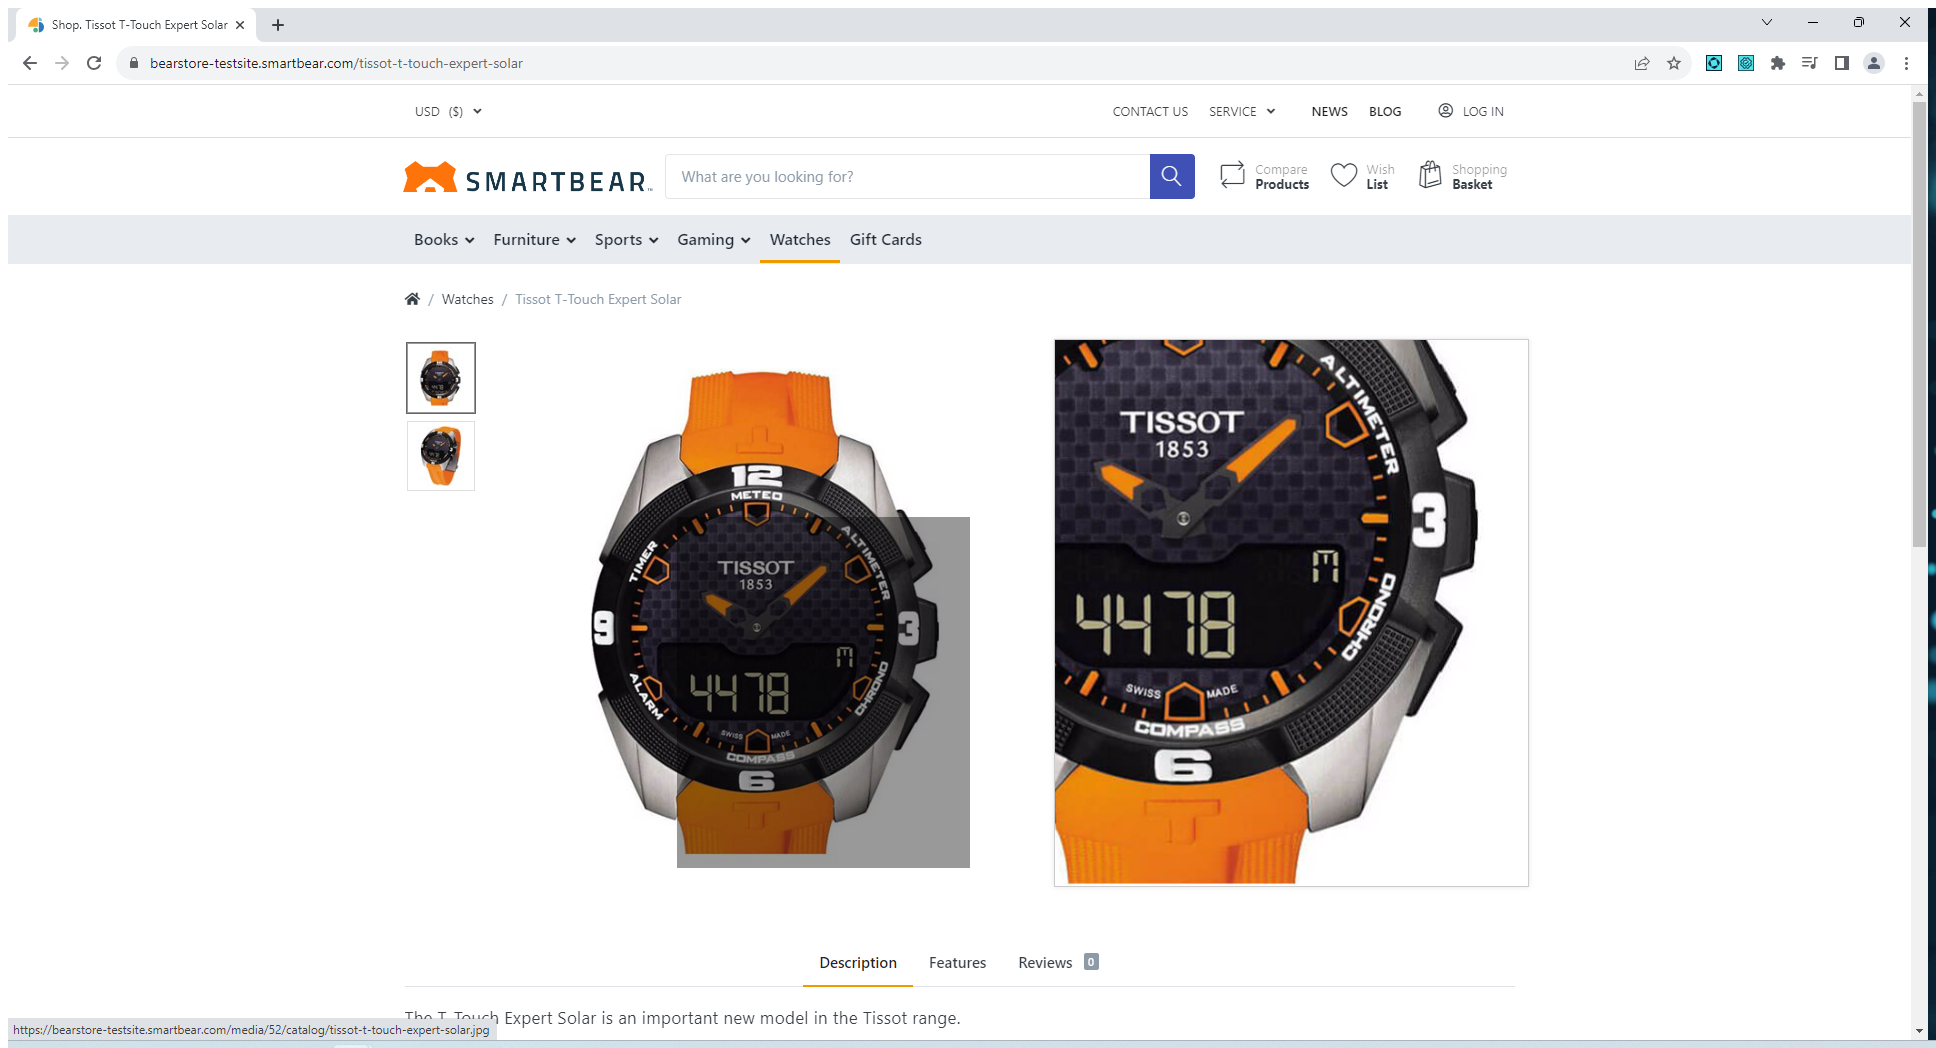 Shop. Tissot T-Touch Expert Solar
bearstore-testsite.smartbear.com/tissot-t-touch-expert-solar
USD ($)
CONTACT US SERVICE NEWS BLOG LOG IN
SMARTBEAR
What are you looking for?
Compare Products
Wish List
Shopping Basket
Books Furniture Sports Gaming Watches Gift Cards
/ Watches / Tissot T-Touch Expert Solar
12
METEO
ALTIMETER
TIMER
TISSOT
1853
9
3
M
4478
ALARM
CHRONO
SWISS MADE
COMPASS
6
ALTIMETER
TISSOT
1853
3
M
4478
CHRONO
SWISS MADE
COMPASS
6
Description Features Reviews 0
The T-Touch Expert Solar is an important new model in the Tissot range.
https://bearstore-testsite.smartbear.com/media/52/catalog/tissot-t-touch-expert-solar.jpg